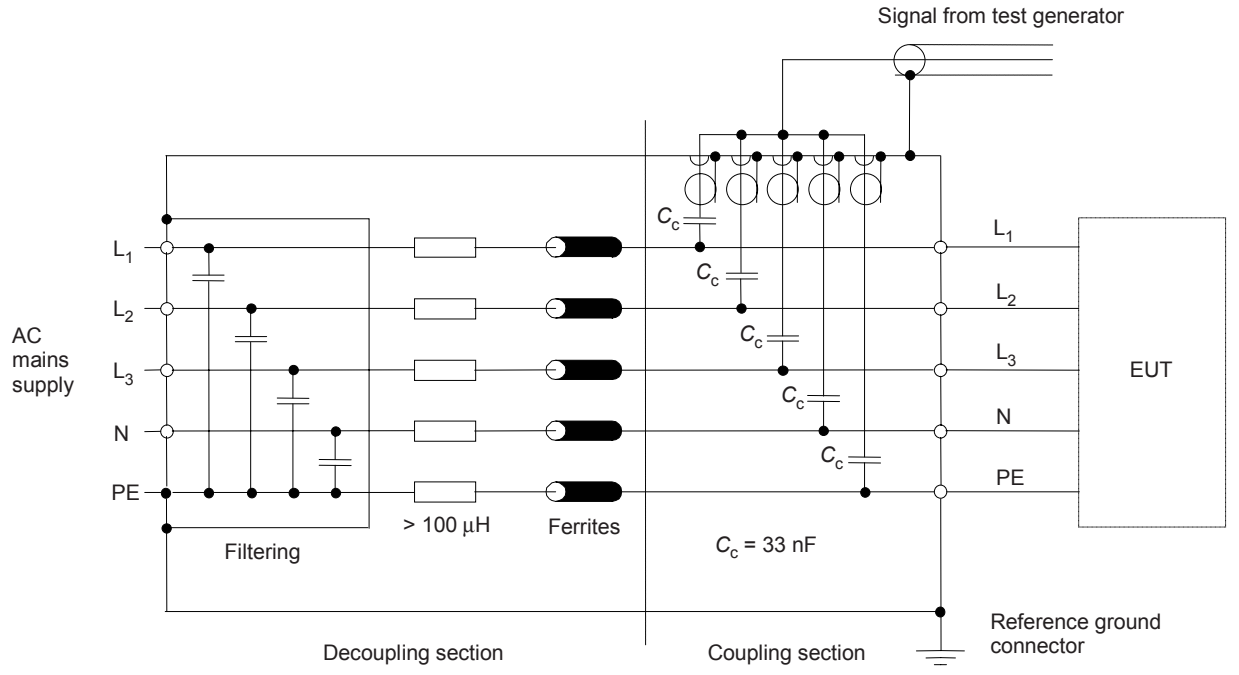 Signal from test generator
AC
mains
supply
L1
L2
L3
N
PE
Cc
Cc
Cc
Cc
Cc
L1
L2
L3
N
PE
EUT
Filtering
> 100 μH
Ferrites
Cc = 33 nF
Decoupling section
Coupling section
Reference ground
connector